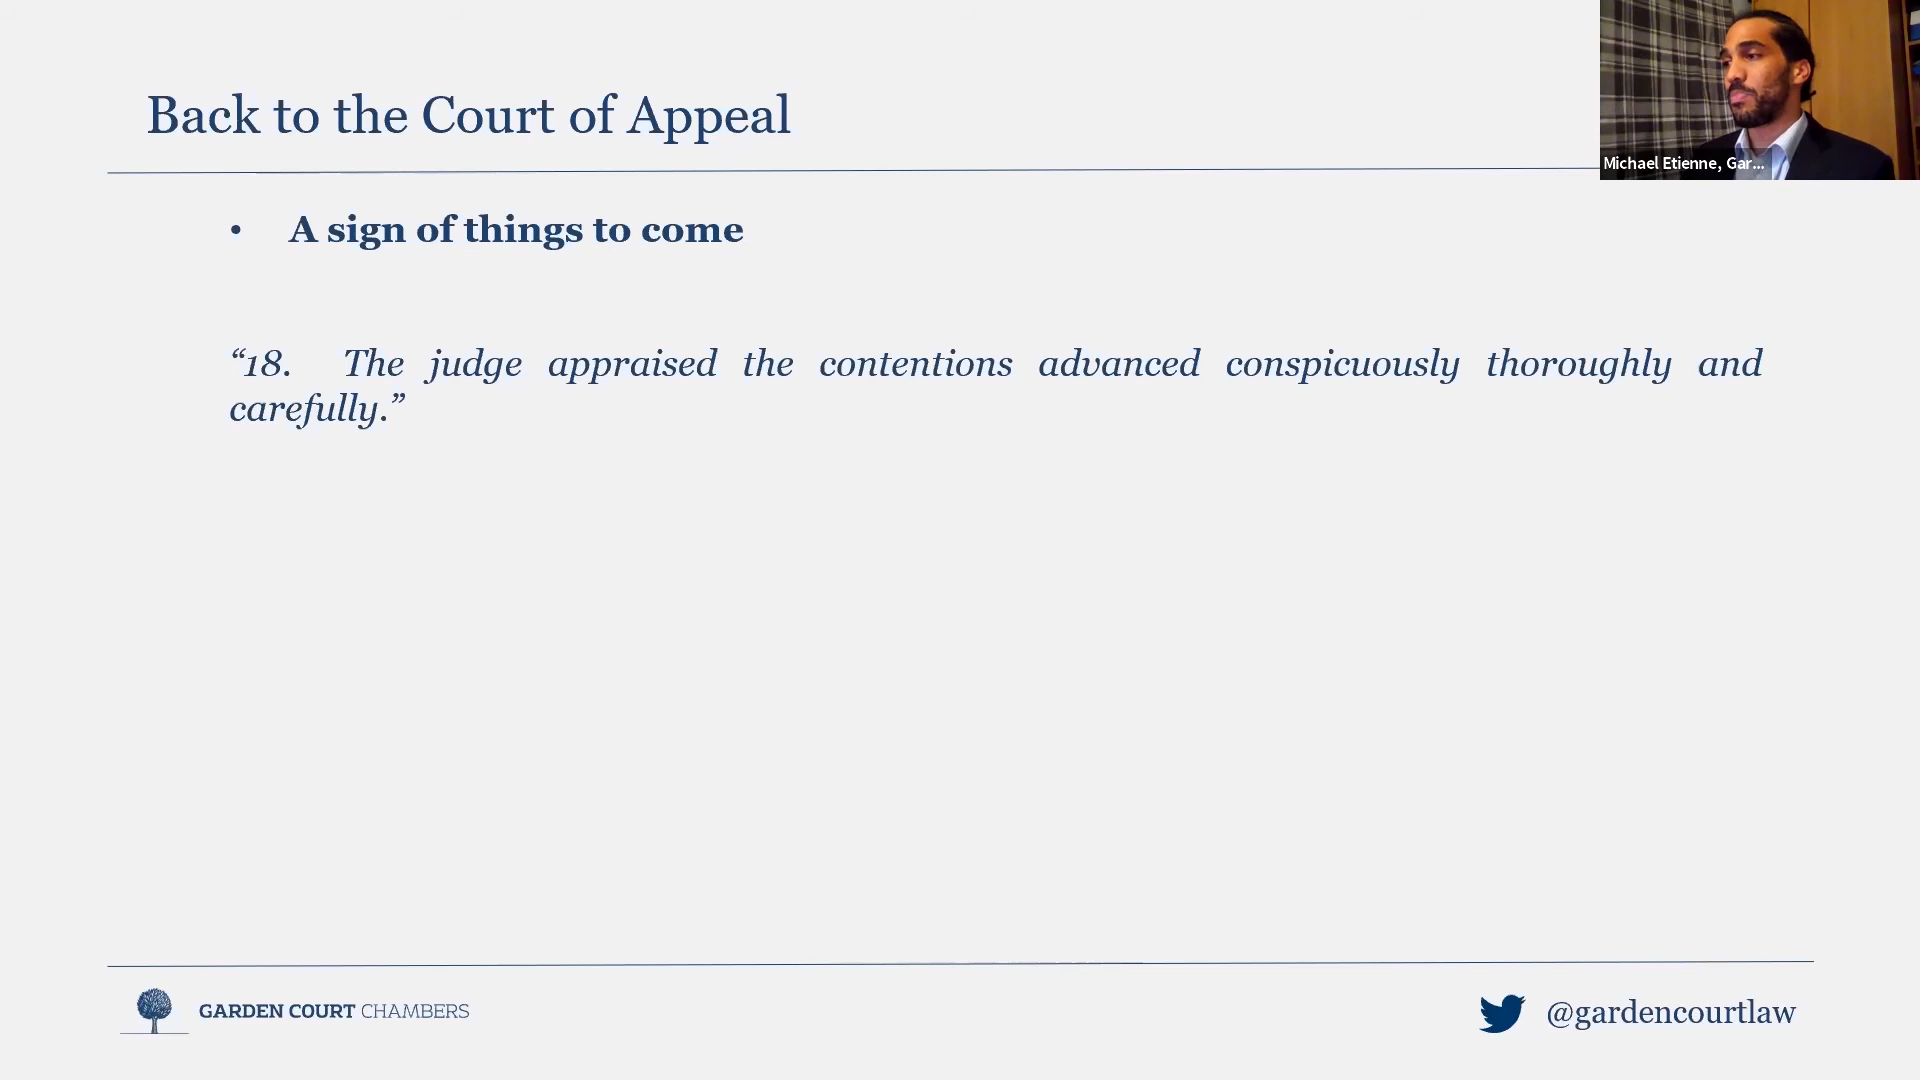 Back to the Court of Appeal
Michael Etienne, Gar...
• A sign of things to come
“18. The judge appraised the contentions advanced conspicuously thoroughly and
carefully.”
GARDEN COURT CHAMBERS
@gardencourtlaw